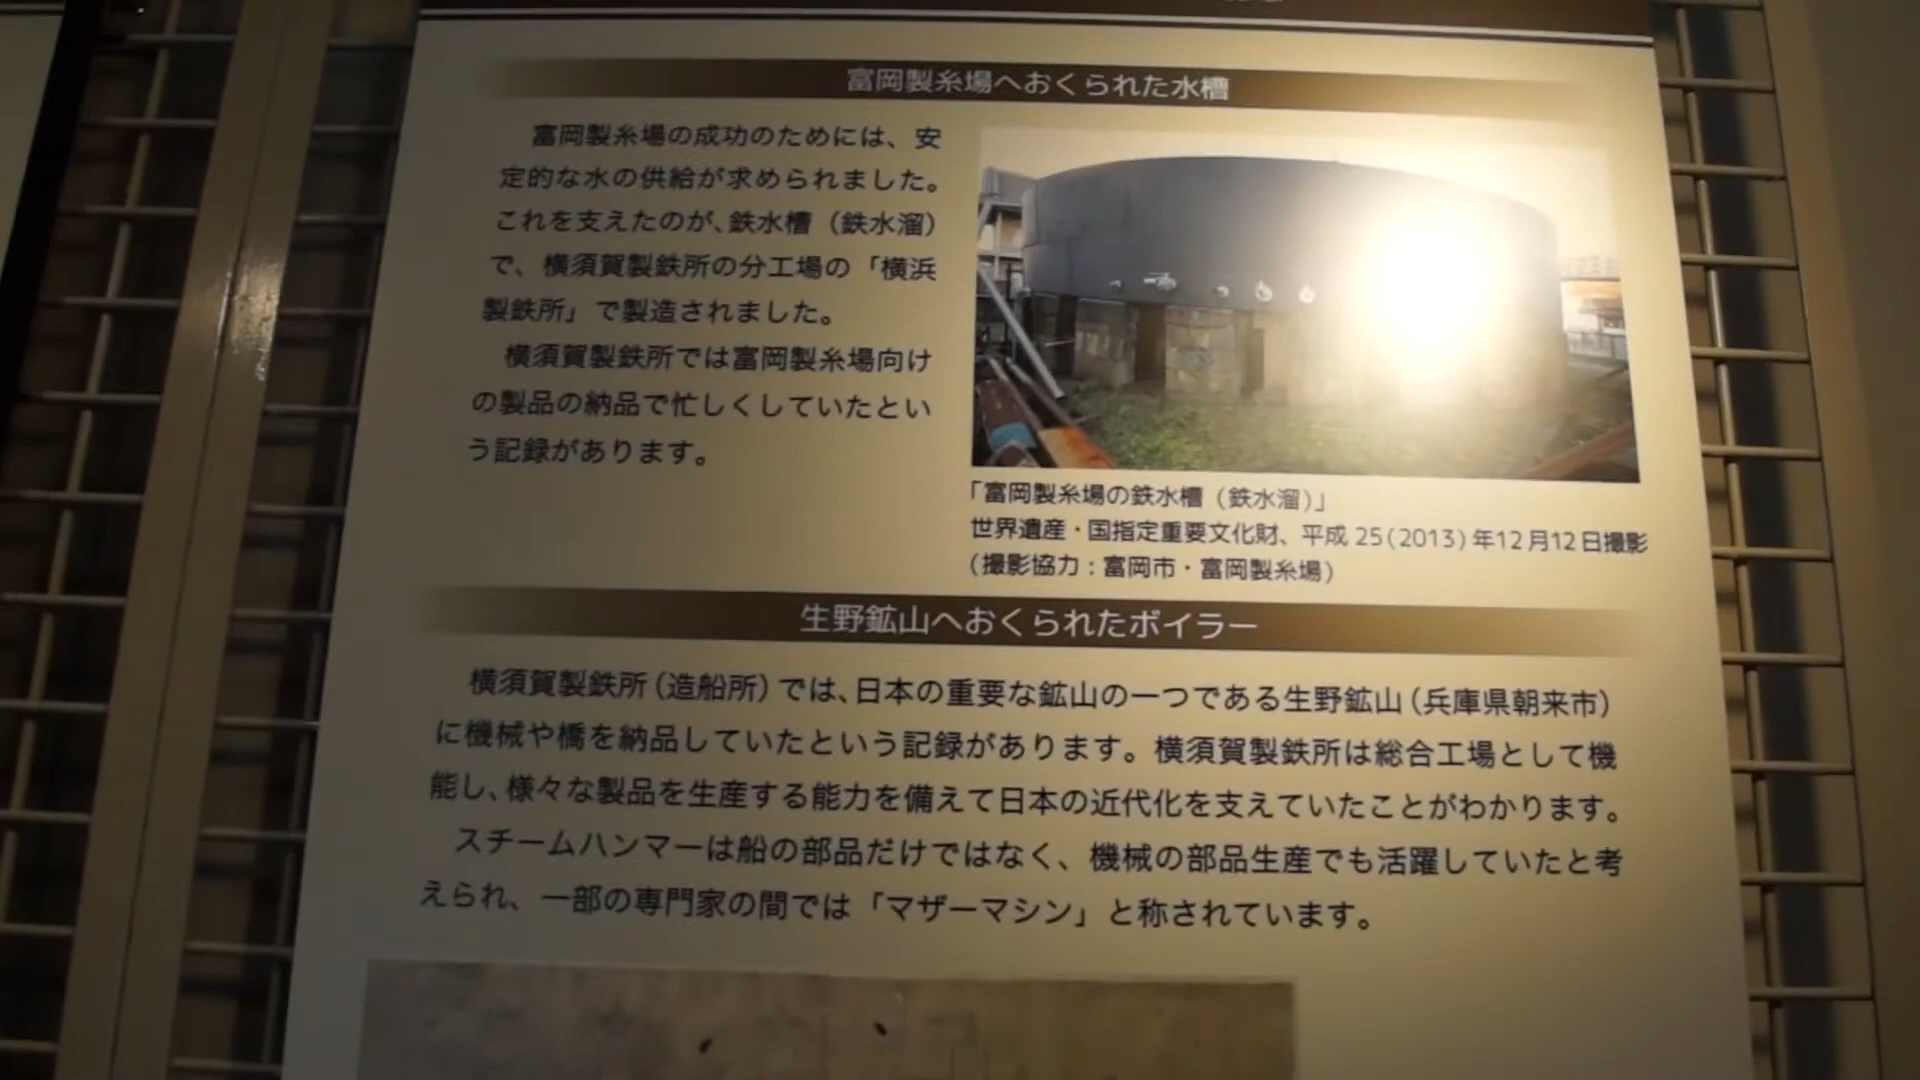 富岡製糸場へおくられた水槽
富岡製糸場の成功のためには、安
定的な水の供給が求められました。
これを支えたのが、鉄水槽（鉄水溜）
で、横須賀製鉄所の分工場の「横浜
製鉄所」で製造されました。
横須賀製鉄所では富岡製糸場向け
の製品の納品で忙しくしていたとい
う記録があります。
「富岡製糸場の鉄水槽（鉄水溜）」
世界遺産・国指定重要文化財、平成 25(2013)年12月12日撮影
（撮影協力：富岡市・富岡製糸場）
生野鉱山へおくられたボイラー
横須賀製鉄所（造船所）では、日本の重要な鉱山の一つである生野鉱山（兵庫県朝来市）
に機械や橋を納品していたという記録があります。横須賀製鉄所は総合工場として機
能し、様々な製品を生産する能力を備えて日本の近代化を支えていたことがわかります。
スチームハンマーは船の部品だけではなく、機械の部品生産でも活躍していたと考
えられ、一部の専門家の間では「マザーマシン」と称されています。